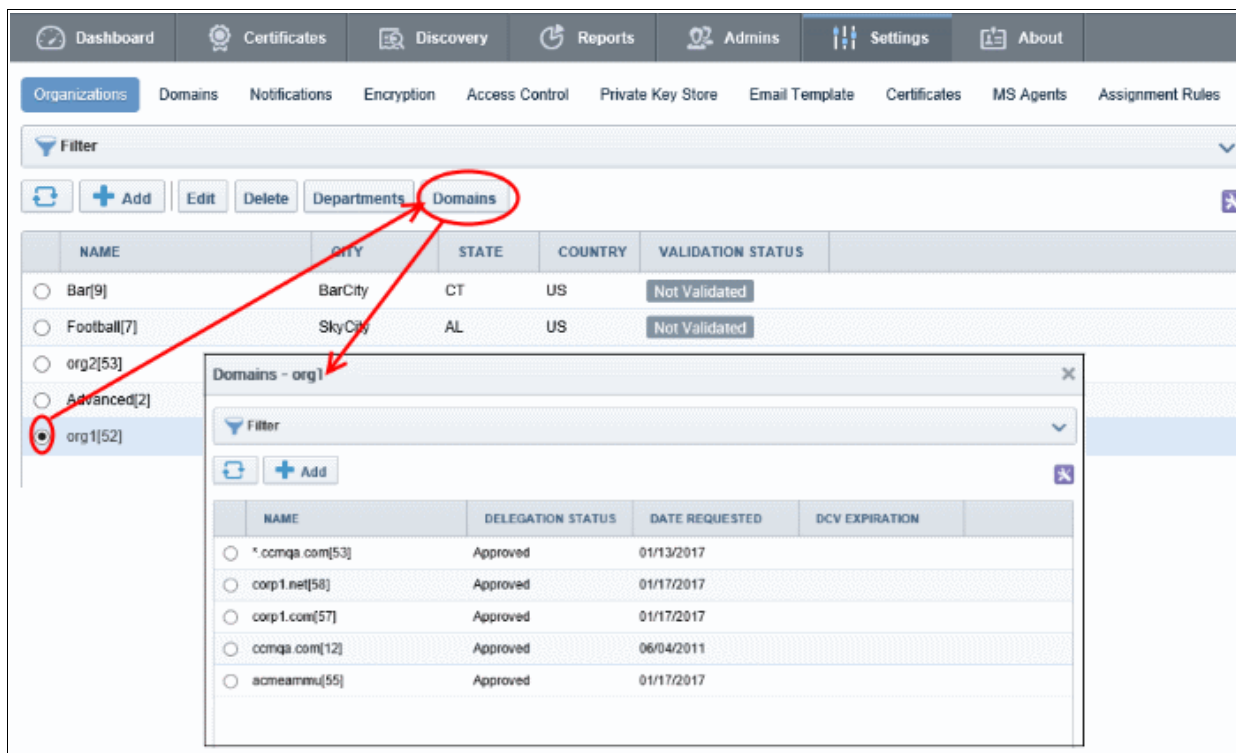 Dashboard Certificates Discovery Reports Admins Settings About
Organizations Domains Notifications Encryption Access Control Private Key Store Email Template Certificates MS Agents Assignment Rules
Filter
Add Edit Delete Departments Domains
NAME CITY STATE COUNTRY VALIDATION STATUS
Bar[9] BarCity CT US Not Validated
Football[7] SkyCity AL US Not Validated
org2[53]
Advanced[2]
org1[52]
Domains - org1
Filter
Add
NAME DELEGATION STATUS DATE REQUESTED DCV EXPIRATION
*.ccmqa.com[53] Approved 01/13/2017
corp1.net[58] Approved 01/17/2017
corp1.com[57] Approved 01/17/2017
ccmqa.com[12] Approved 06/04/2011
acmeammu[55] Approved 01/17/2017